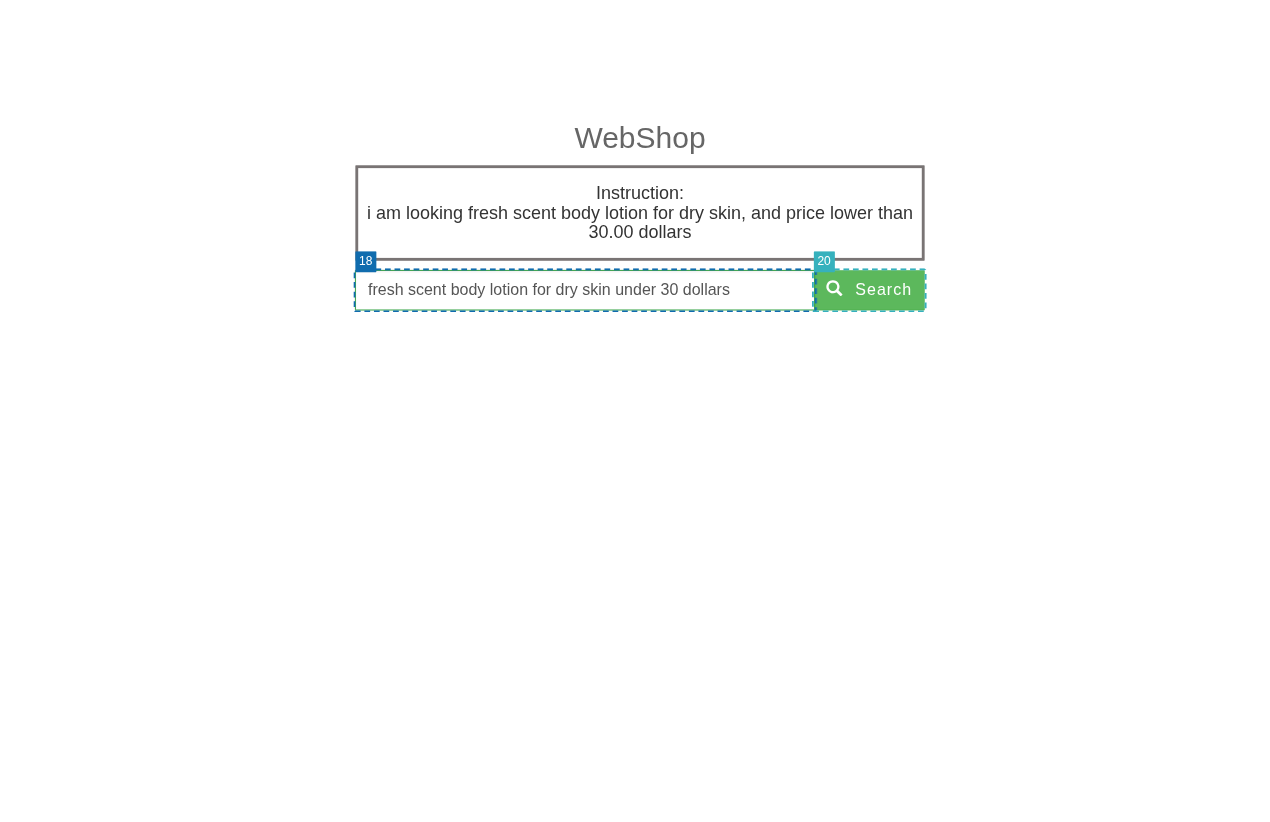 WebShop
Instruction:
i am looking fresh scent body lotion for dry skin, and price lower than
30.00 dollars
18
20
fresh scent body lotion for dry skin under 30 dollars
Search